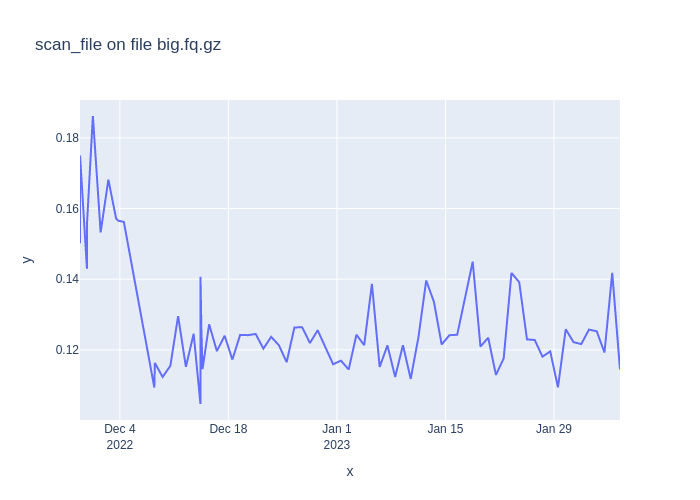 scan_file on file big.fq.gz
0.18
0.16
0.14
0.12
y
Dec 4
2022
Dec 18
Jan 1
2023
Jan 15
Jan 29
x